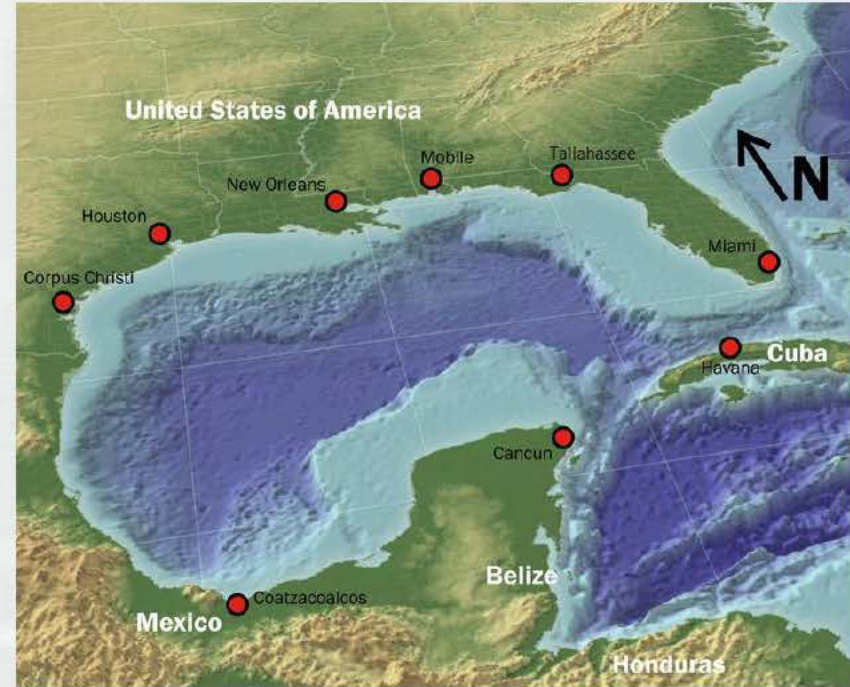 United States of America
Mobile
Tallahassee
New Orleans
N
Houston
Miami
Corpus Christi
Cuba
Havana
Cancun
Belize
Coatzacoalcos
Mexico
Honduras